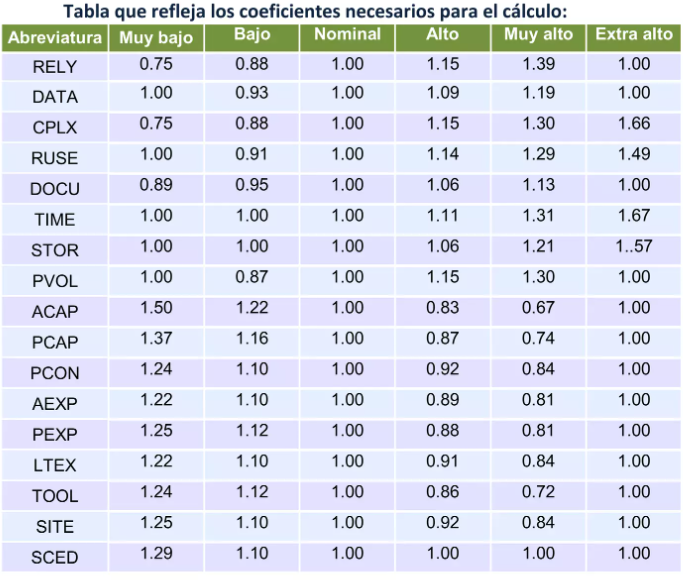 Tabla que refleja los coeficientes necesarios para el cálculo:
Abreviatura Muy bajo Bajo Nominal Alto Muy alto Extra alto
RELY 0.75 0.88 1.00 1.15 1.39 1.00
DATA 1.00 0.93 1.00 1.09 1.19 1.00
CPLX 0.75 0.88 1.00 1.15 1.30 1.66
RUSE 1.00 0.91 1.00 1.14 1.29 1.49
DOCU 0.89 0.95 1.00 1.06 1.13 1.00
TIME 1.00 1.00 1.00 1.11 1.31 1.67
STOR 1.00 1.00 1.00 1.06 1.21 1..57
PVOL 1.00 0.87 1.00 1.15 1.30 1.00
ACAP 1.50 1.22 1.00 0.83 0.67 1.00
PCAP 1.37 1.16 1.00 0.87 0.74 1.00
PCON 1.24 1.10 1.00 0.92 0.84 1.00
AEXP 1.22 1.10 1.00 0.89 0.81 1.00
PEXP 1.25 1.12 1.00 0.88 0.81 1.00
LTEX 1.22 1.10 1.00 0.91 0.84 1.00
TOOL 1.24 1.12 1.00 0.86 0.72 1.00
SITE 1.25 1.10 1.00 0.92 0.84 1.00
SCED 1.29 1.10 1.00 1.00 1.00 1.00